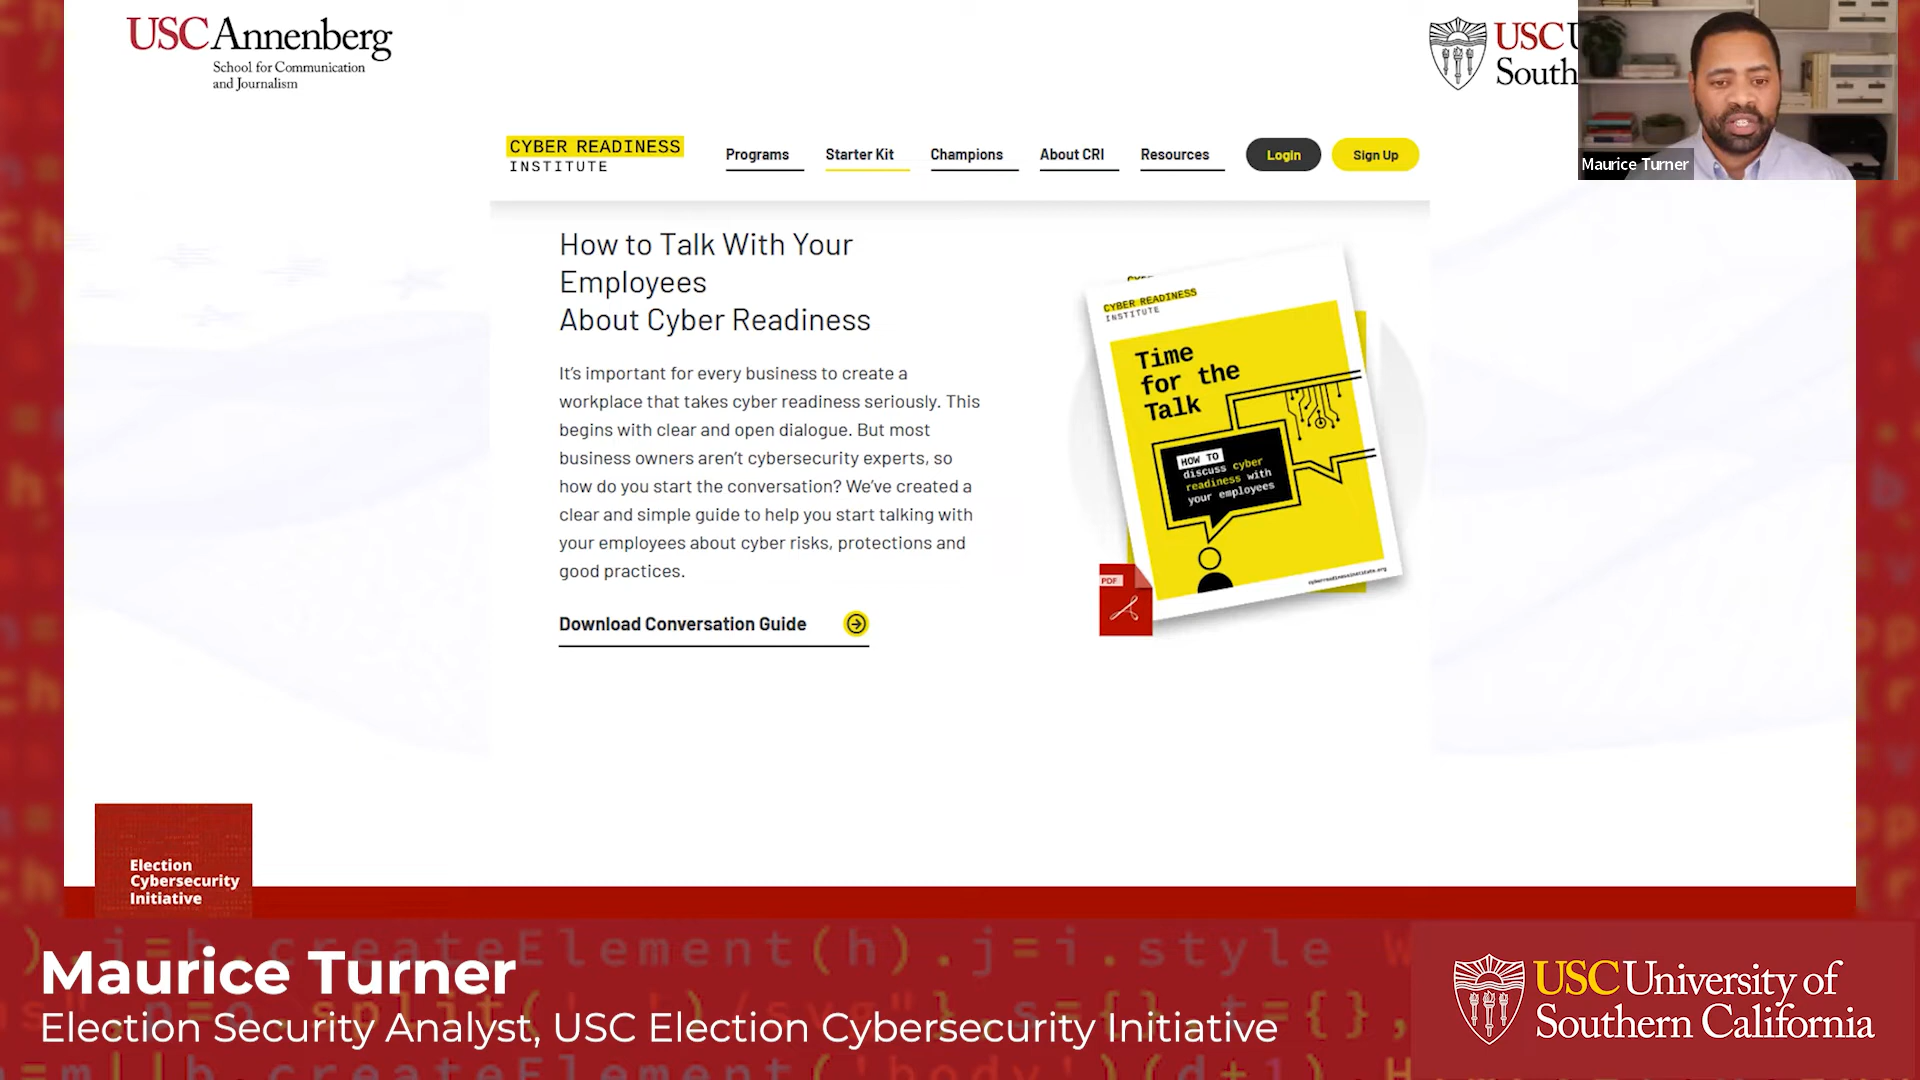 USC Annenberg
School for Communication
and Journalism
USC
South
Maurice Turner
CYBER READINESS
INSTITUTE
Programs
Starter Kit
Champions
About CRI
Resources
Login
Sign Up
How to Talk With Your
Employees
About Cyber Readiness
It's important for every business to create a
workplace that takes cyber readiness seriously. This
begins with clear and open dialogue. But most
business owners aren't cybersecurity experts, so
how do you start the conversation? We've created a
clear and simple guide to help you start talking with
your employees about cyber risks, protections and
good practices.
Download Conversation Guide
CYBER READINESS
INSTITUTE
Time
for the
Talk
HOW TO
discuss cyber
readiness with
your employees
cyberreadinessinstitute.org
PDF
Election
Cybersecurity
Initiative
Maurice Turner
Election Security Analyst, USC Election Cybersecurity Initiative
USC University of
Southern California